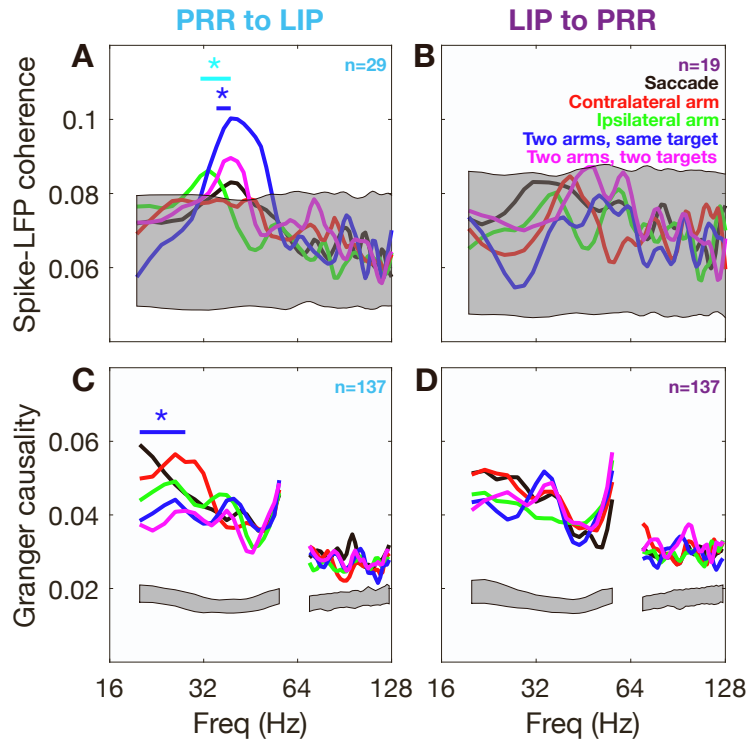 PRR to LIP
LIP to PRR
A
*
*
n=29
B
n=19
Saccade
Contralateral arm
Ipsilateral arm
Two arms, same target
Two arms, two targets
Spike-LFP coherence
0.1
0.08
0.06
C
*
n=137
D
n=137
Granger causality
0.06
0.04
0.02
16
32
64
128
16
32
64
128
Freq (Hz)
Freq (Hz)